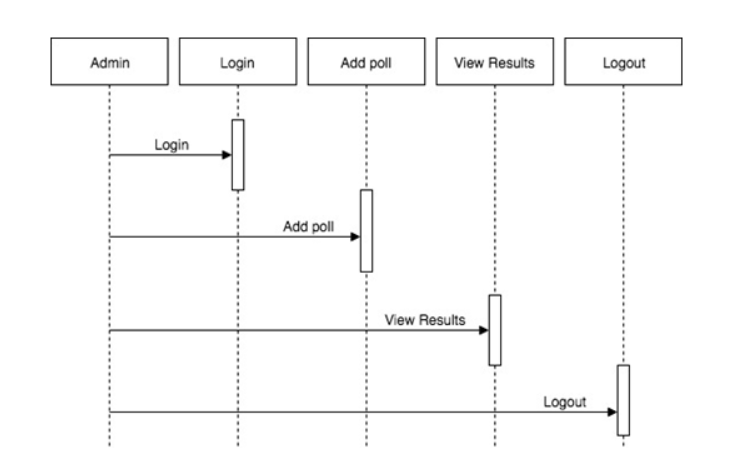 Admin
Login
Add poll
View Results
Logout
Login
Add poll
View Results
Logout